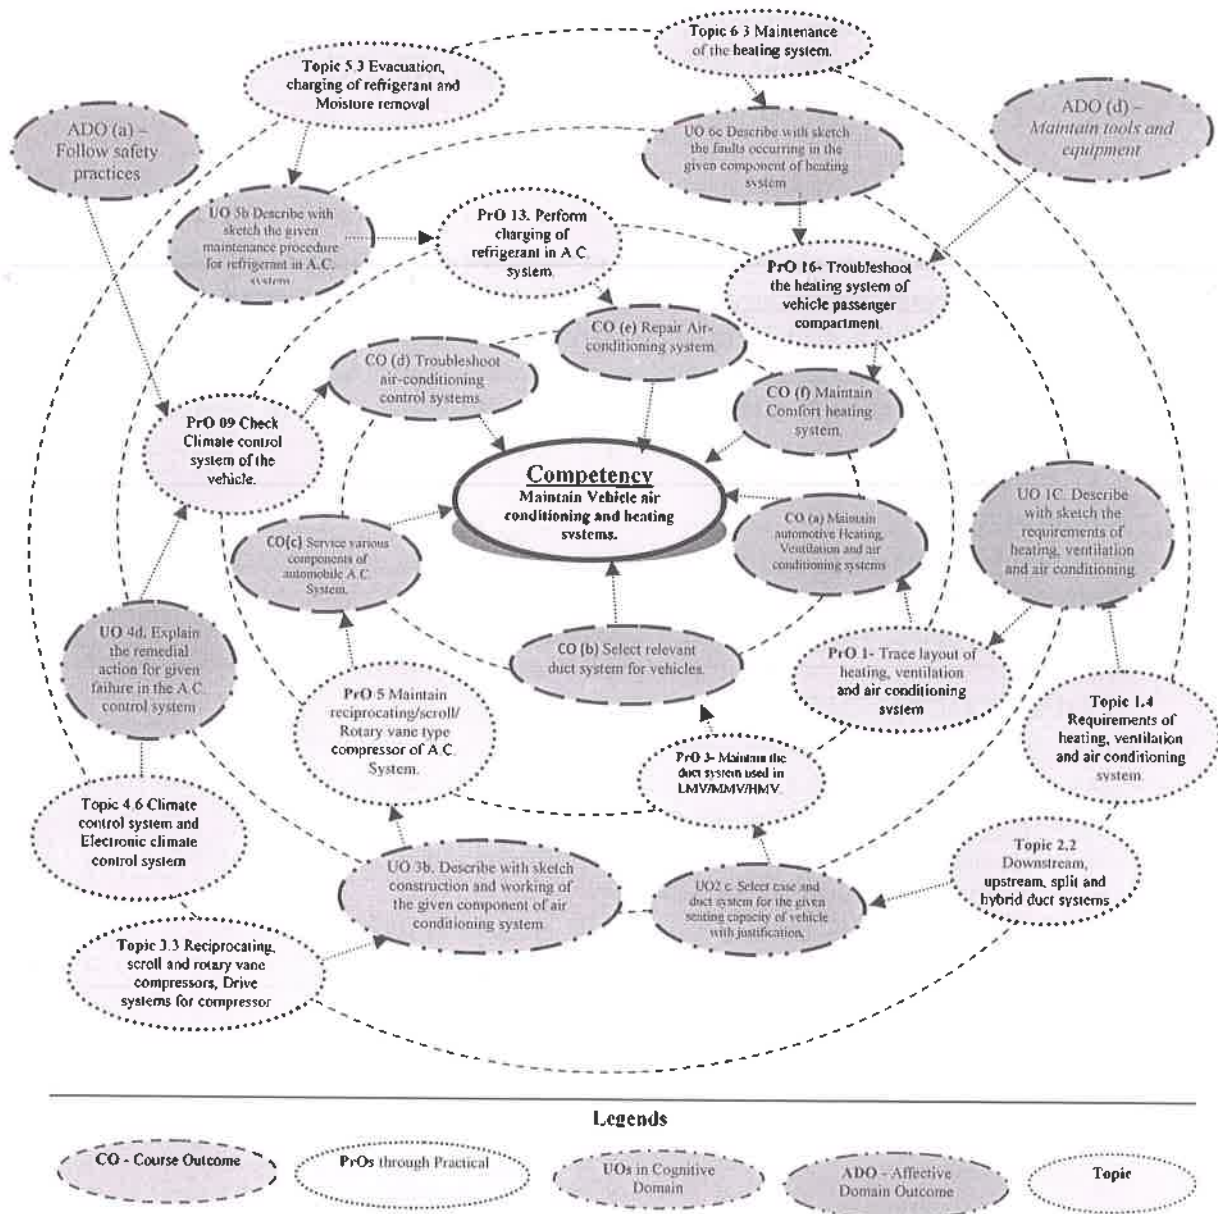 Topic 6 3 Maintenance
of the heating system.
Topic 5 3 Evacuation,
charging of refrigerant and
Moisture removal
ADO (a) –
Follow safety
practices
UO 6c Describe with sketch
the faults occurring in the
given component of heating
system
ADO (d) –
Maintain tools and
equipment
UO 5b Describe with
sketch the given
maintenance procedure
for refrigerant in A.C.
system
PrO 13. Perform
charging of
refrigerant in A C.
system.
PrO 16- Troubleshoot
the heating system of
vehicle passenger
compartment.
CO (e) Repair Air-
conditioning system
CO (d) Troubleshoot
air-conditioning
control systems
CO (f) Maintain
Comfort heating
system.
PrO 09 Check
Climate control
system of the
vehicle.
Competency
Maintain Vehicle air
conditioning and heating
systems.
UO 1C. Describe
with sketch the
requirements of
heating, ventilation
and air conditioning
CO(c) Service various
components of
automobile A.C.
System.
CO (a) Maintain
automotive Heating,
Ventilation and air
conditioning systems
UO 4d. Explain
the remedial
action for given
failure in the A.C.
control system
CO (b) Select relevant
duct system for vehicles.
PrO 1- Trace layout of
heating, ventilation
and air conditioning
system
PrO 5 Maintain
reciprocating/scroll/
Rotary vane type
compressor of A.C.
System.
Topic 1.4
Requirements of
heating, ventilation
and air conditioning
system.
PrO 3- Maintain the
duct system used in
LMV/MMV/HMV.
Topic 4.6 Climate
control system and
Electronic climate
control system
Topic 2.2
Downstream,
upstream, split and
hybrid duct systems
UO 3b. Describe with sketch
construction and working of
the given component of air
conditioning system.
UO2 c. Select case and
duct system for the given
seating capacity of vehicle
with justification.
Topic 3.3 Reciprocating,
scroll and rotary vane
compressors, Drive
systems for compressor
Legends
CO - Course Outcome
PrOs through Practical
UOs in Cognitive
Domain
ADO - Affective
Domain Outcome
Topic